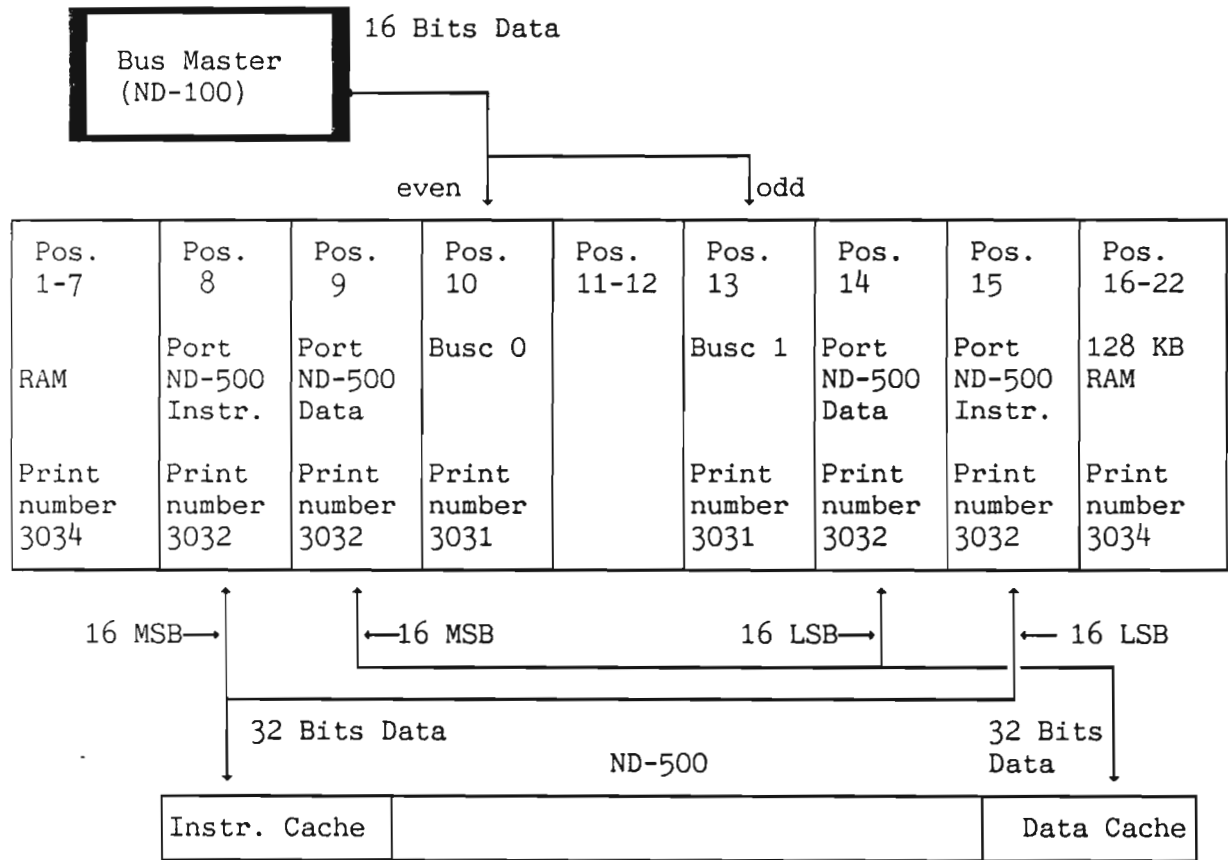 16 Bits Data
Bus Master
(ND-100)
even
odd
Pos.
1-7
RAM
Print
number
3034
Pos.
8
Port
ND-500
Instr.
Print
number
3032
Pos.
9
Port
ND-500
Data
Print
number
3032
Pos.
10
Busc 0
Print
number
3031
Pos.
11-12
Pos.
13
Busc 1
Print
number
3031
Pos.
14
Port
ND-500
Data
Print
number
3032
Pos.
15
Port
ND-500
Instr.
Print
number
3032
Pos.
16-22
128 KB
RAM
Print
number
3034
16 MSB
16 MSB
16 LSB
16 LSB
32 Bits Data
ND-500
32 Bits
Data
Instr. Cache
Data Cache